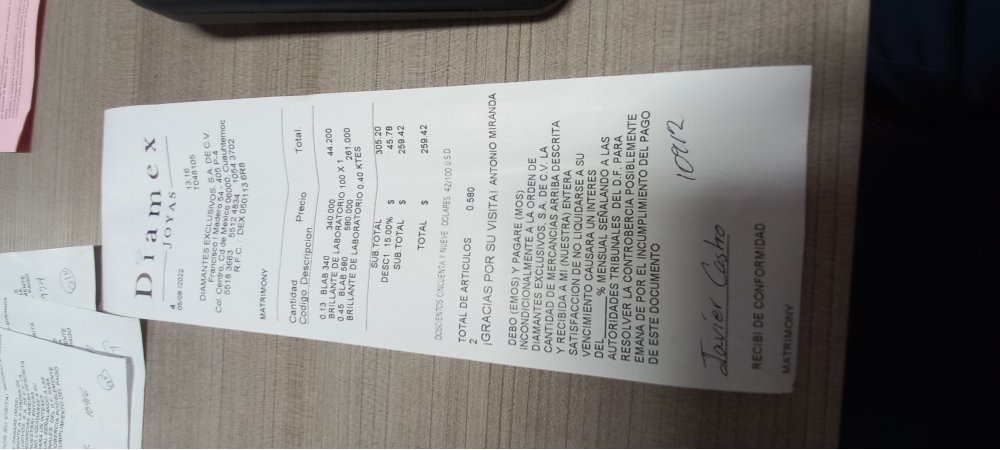 Diamex
JOYAS
4
05/08/2022
1316
T046105
DIAMANTES EXCLUSIVOS, S.A. DE C.V.
Francisco I Madero 54 - 405 P-4
Col. Centro, Cd de Mexico 06000, Cuauhtemoc
5518 3663 5512 4834 1054 3702
R.F.C.: DEX 050113 6R8
MATRIMONY
Cantidad
Codigo Descripcion Precio Total.
0.13 BLAB 340 340.000 44.200
BRILLANTE DE LABORATORIO 100 X 1
0.45 BLAB 580 580.000 261.000
BRILLANTE DE LABORATORIO 0.40 KTES
SUB.TOTAL 305.20
DESC1 15.00% $ 45.78
SUB.TOTAL $ 259.42
TOTAL $ 259.42
DOSCIENTOS CINCUENTA Y NUEVE DOLARES 42/100 U.S.D.
TOTAL DE ARTICULOS
2 0.580
¡GRACIAS POR SU VISITA! ANTONIO MIRANDA
DEBO (EMOS) Y PAGARE (MOS)
INCONDICIONALMENTE A LA ORDEN DE
DIAMANTES EXCLUSIVOS, S.A. DE C.V. LA
CANTIDAD DE MERCANCIAS ARRIBA DESCRITA
Y RECIBIDA A MI (NUESTRA) ENTERA
SATISFACCION DE NO LIQUIDARSE A SU
VENCIMIENTO CAUSARA UN INTERES
DEL ___% MENSUAL SEÑALANDO A LAS
AUTORIDADES TRIBUNALES DEL D.F. PARA
RESOLVER LA CONTROBERCIA POSIBLEMENTE
EMANA DE POR EL INCUMPLIMIENTO DEL PAGO
DE ESTE DOCUMENTO
10912
Javier Castro
RECIBI DE CONFORMIDAD
MATRIMONY